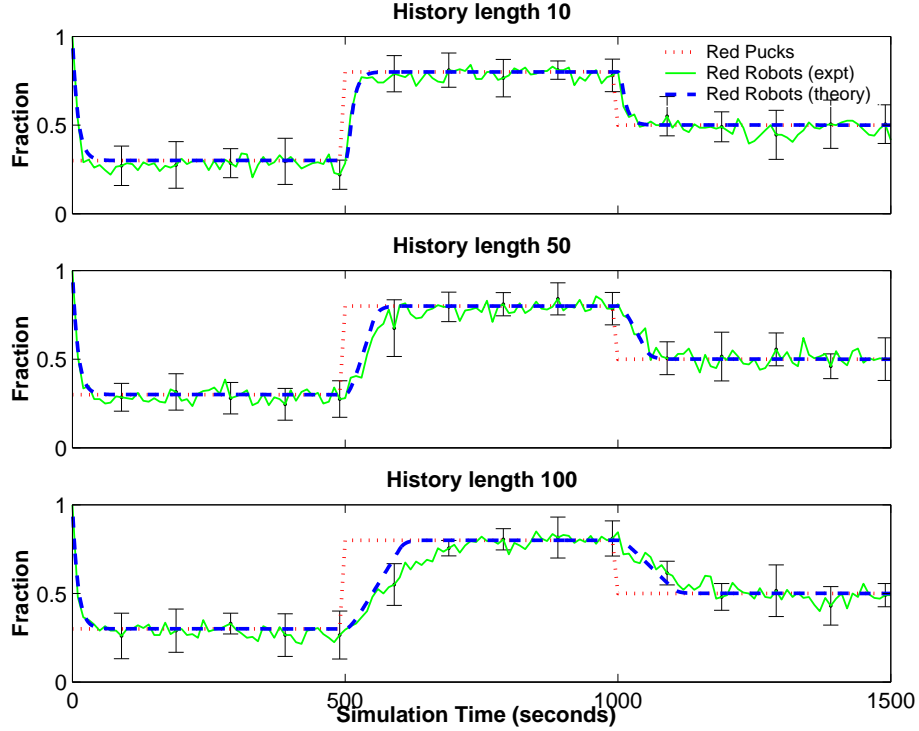 History length 10
1
0.5
0
Fraction
Red Pucks
Red Robots (expt)
Red Robots (theory)
History length 50
1
0.5
0
Fraction
History length 100
1
0.5
0
Fraction
0
500
1000
1500
Simulation Time (seconds)